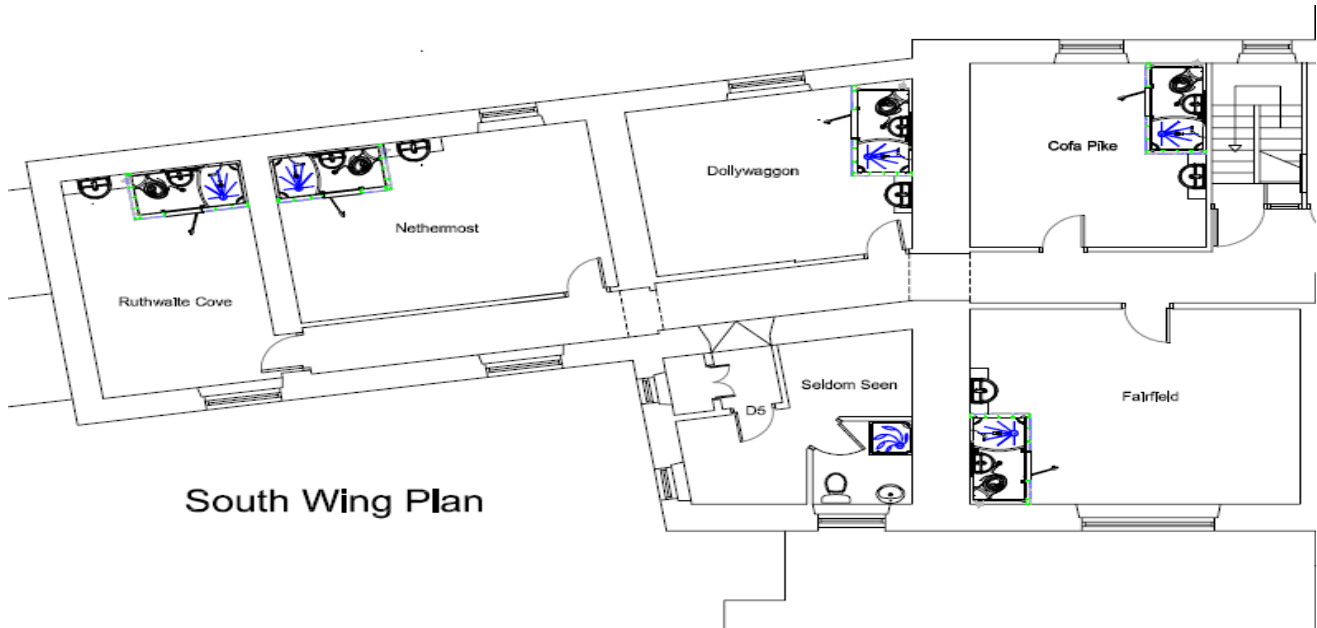 Cofa Pike
Dollywaggon
Nethermost
Ruthwaite Cove
Seldom Seen
Fairfield
D5
South Wing Plan